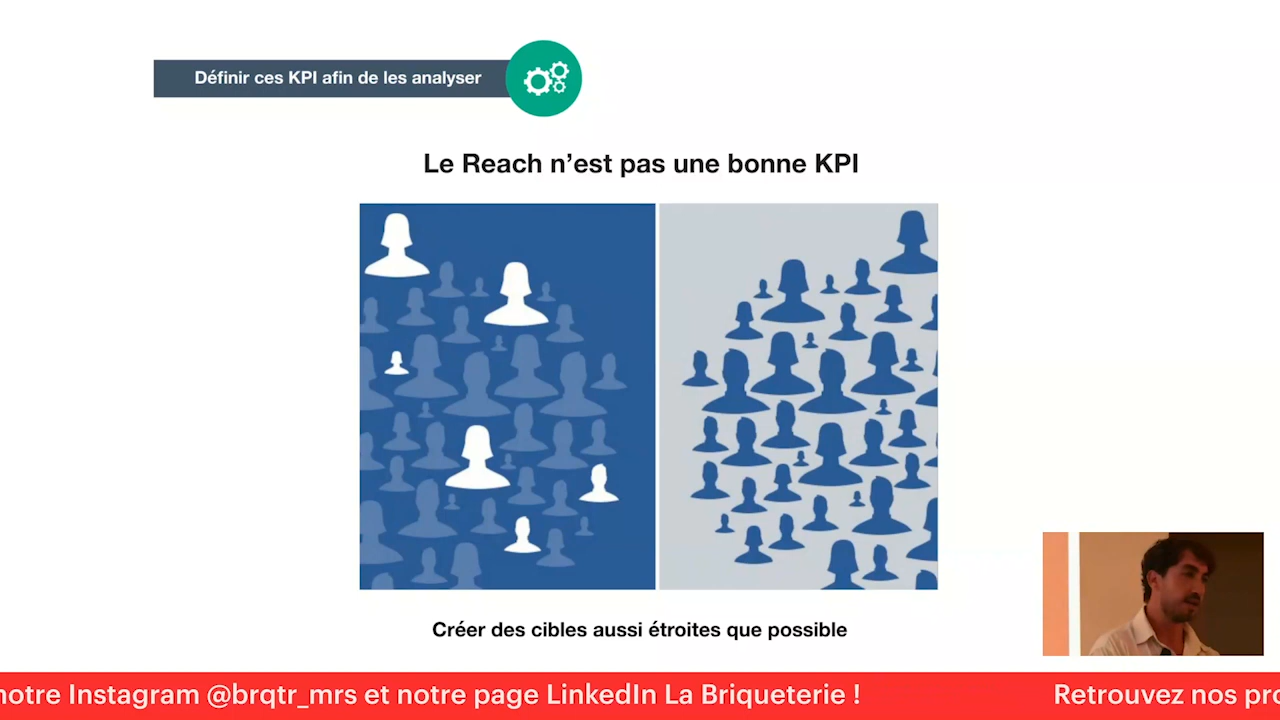 Définir ces KPI afin de les analyser
Le Reach n’est pas une bonne KPI
Créer des cibles aussi étroites que possible
notre Instagram @brqtr_mrs et notre page LinkedIn La Briqueterie ! Retrouvez nos